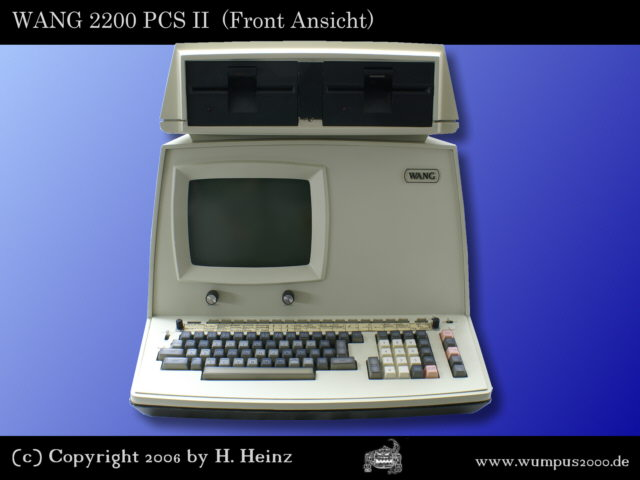 WANG 2200 PCS II (Front Ansicht)
WANG
(c) Copyright 2006 by H. Heinz
www.wumpus2000.de